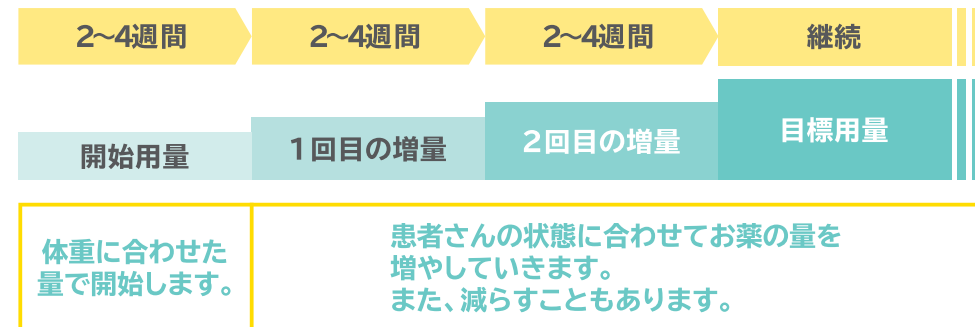 2〜4週間
2〜4週間
2〜4週間
継続
開始用量
1回目の増量
2回目の増量
目標用量
体重に合わせた
量で開始します。
患者さんの状態に合わせてお薬の量を
増やしていきます。
また、減らすこともあります。